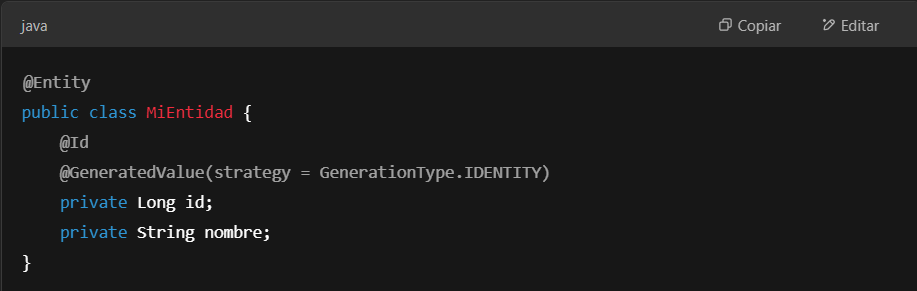 java
Copiar
Editar
@Entity
public class MiEntidad {
    @Id
    @GeneratedValue(strategy = GenerationType.IDENTITY)
    private Long id;
    private String nombre;
}